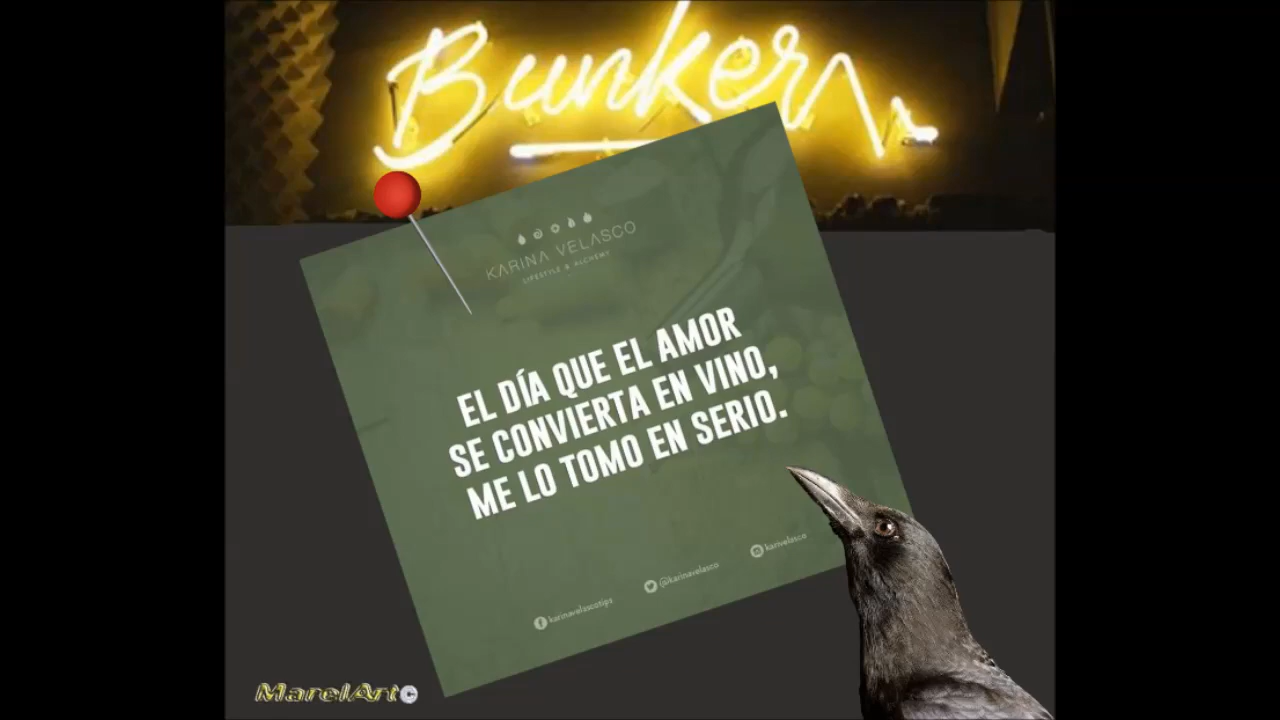 Bunker
KARINA VELASCO
LIFESTYLE & ALCHEMY
EL DÍA QUE EL AMOR
SE CONVIERTA EN VINO,
ME LO TOMO EN SERIO.
karinavelascotips
@karinavelasco
karivelasco
MarelArt©